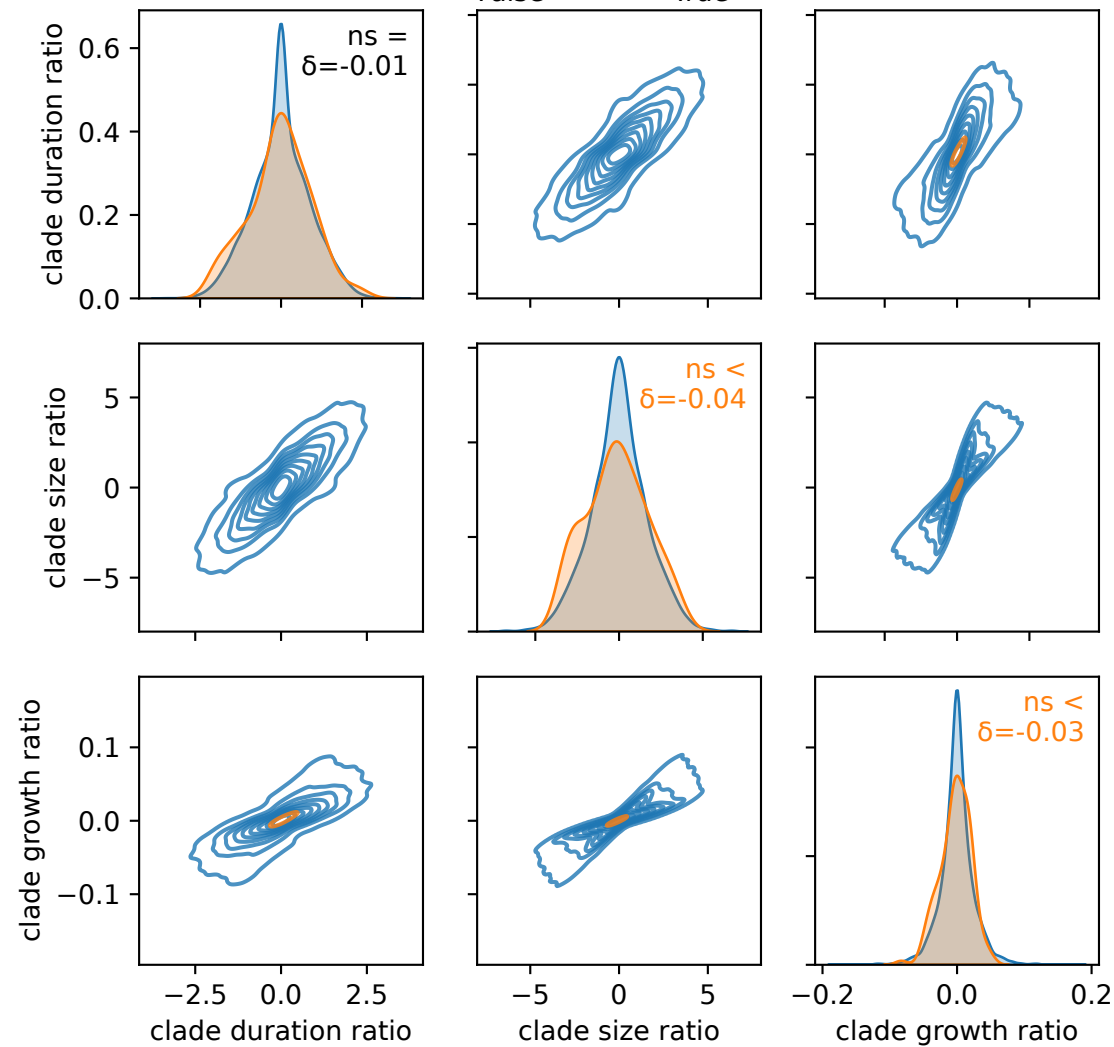 clade duration ratio
0.6
0.4
0.2
0.0
ns =
δ=-0.01
clade size ratio
5
0
−5
ns <
δ=-0.04
clade growth ratio
0.1
0.0
−0.1
ns <
δ=-0.03
−2.5 0.0 2.5
−5 0 5
−0.2 0.0 0.2
clade duration ratio
clade size ratio
clade growth ratio